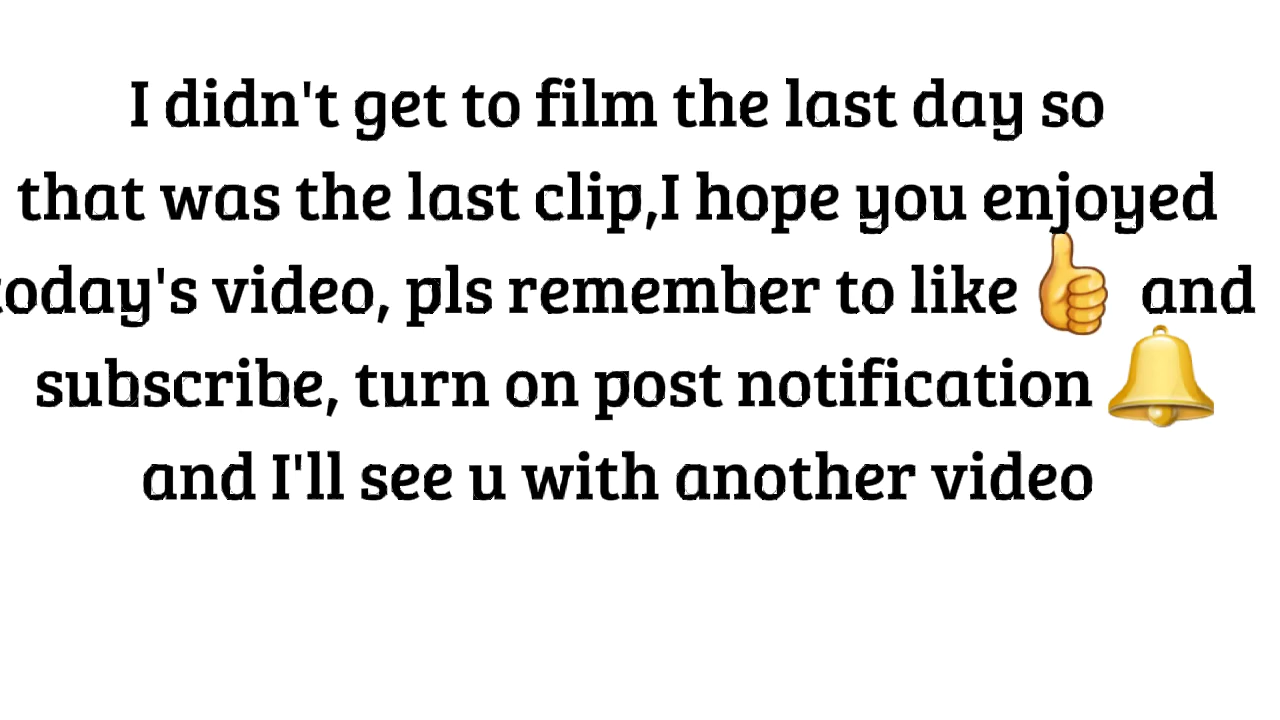 I didn't get to film the last day so
that was the last clip,I hope you enjoyed
today's video, pls remember to like 👍 and
subscribe, turn on post notification 🔔
and I'll see u with another video